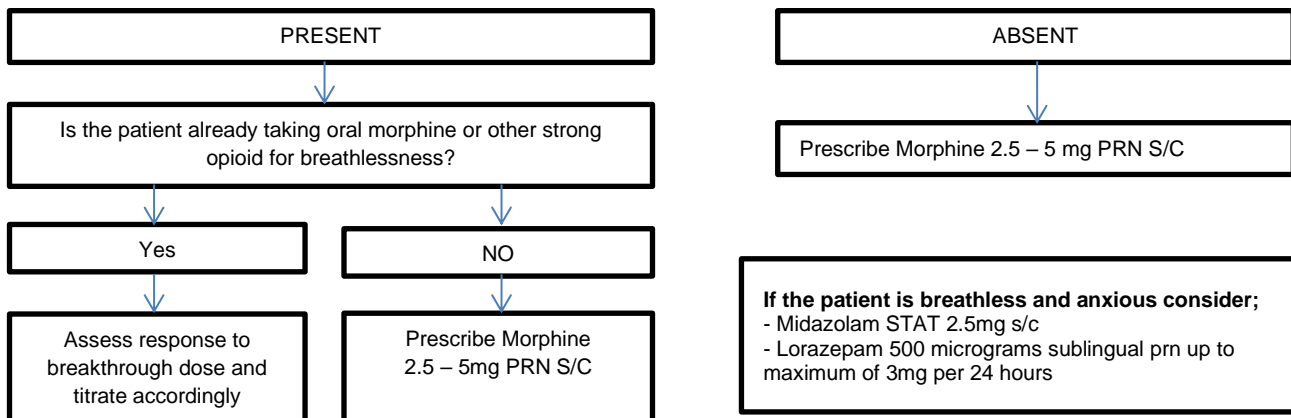 PRESENT
Is the patient already taking oral morphine or other strong
opioid for breathlessness?
Yes
NO
Assess response to
breakthrough dose and
titrate accordingly
Prescribe Morphine
2.5 – 5mg PRN S/C
ABSENT
Prescribe Morphine 2.5 – 5 mg PRN S/C
If the patient is breathless and anxious consider;
- Midazolam STAT 2.5mg s/c
- Lorazepam 500 micrograms sublingual prn up to
maximum of 3mg per 24 hours